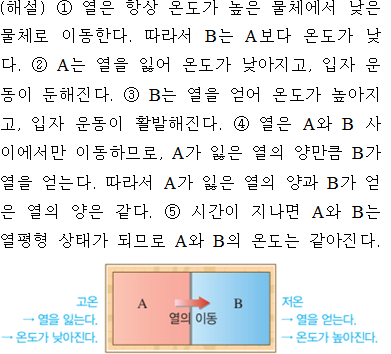 (해설) ① 열은 항상 온도가 높은 물체에서 낮은
물체로 이동한다. 따라서 B는 A보다 온도가 낮
다. ② A는 열을 잃어 온도가 낮아지고, 입자 운
동이 둔해진다. ③ B는 열을 얻어 온도가 높아지
고, 입자 운동이 활발해진다. ④ 열은 A와 B 사
이에서만 이동하므로, A가 잃은 열의 양만큼 B가
열을 얻는다. 따라서 A가 잃은 열의 양과 B가 얻
은 열의 양은 같다. ⑤ 시간이 지나면 A와 B는
열평형 상태가 되므로 A와 B의 온도는 같아진다.
고온
→ 열을 잃는다.
→ 온도가 낮아진다.
A
B
열의 이동
저온
→ 열을 얻는다.
→ 온도가 높아진다.